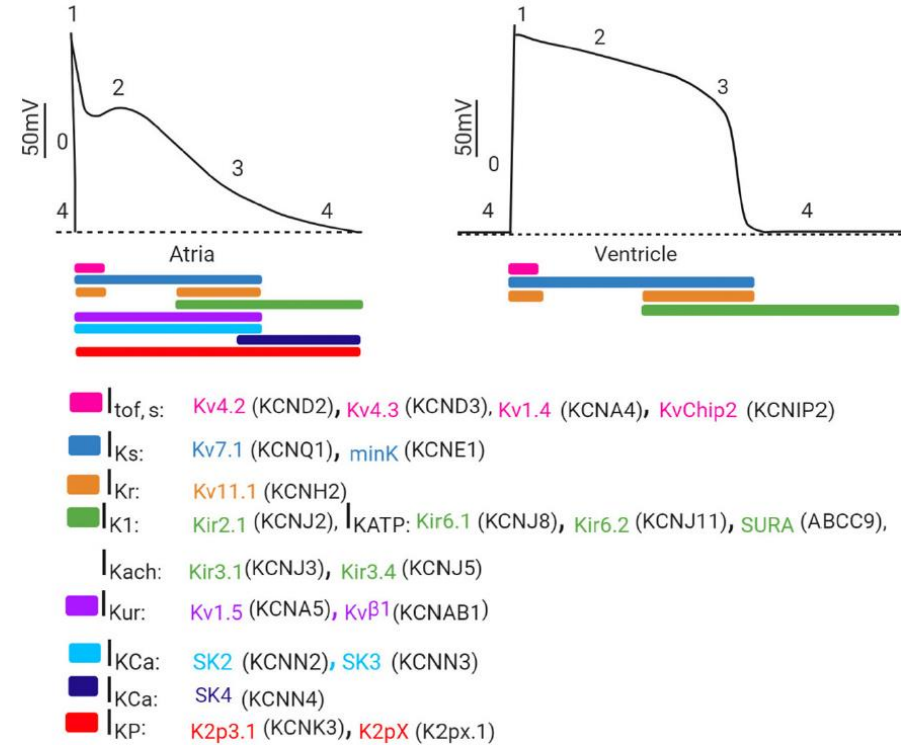 1
2
50mV
0
3
4
4
Atria
1
2
3
50mV
0
4
4
Ventricle
Itof, s: Kv4.2 (KCND2), Kv4.3 (KCND3), Kv1.4 (KCNA4), KvChip2 (KCNIP2)
IKs: Kv7.1 (KCNQ1), minK (KCNE1)
IKr: Kv11.1 (KCNH2)
IK1: Kir2.1 (KCNJ2), IKATP: Kir6.1 (KCNJ8), Kir6.2 (KCNJ11), SURA (ABCC9),
IKach: Kir3.1(KCNJ3), Kir3.4 (KCNJ5)
IKur: Kv1.5 (KCNA5), Kvβ1(KCNAB1)
IKCa: SK2 (KCNN2), SK3 (KCNN3)
IKCa: SK4 (KCNN4)
IKP: K2p3.1 (KCNK3), K2pX (K2px.1)